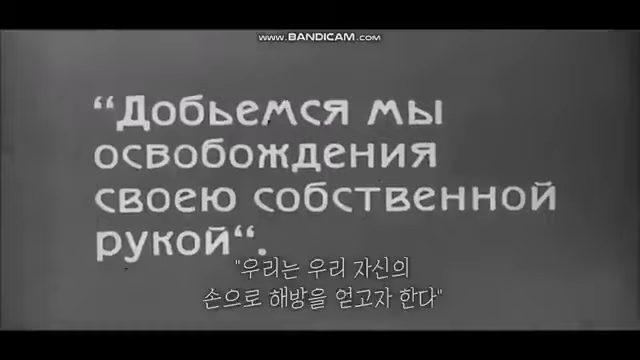 www.BANDICAM.com
“Добьемся мы
освобождения
своею собственной
рукой“.
"우리는 우리 자신의
손으로 해방을 얻고자 한다"